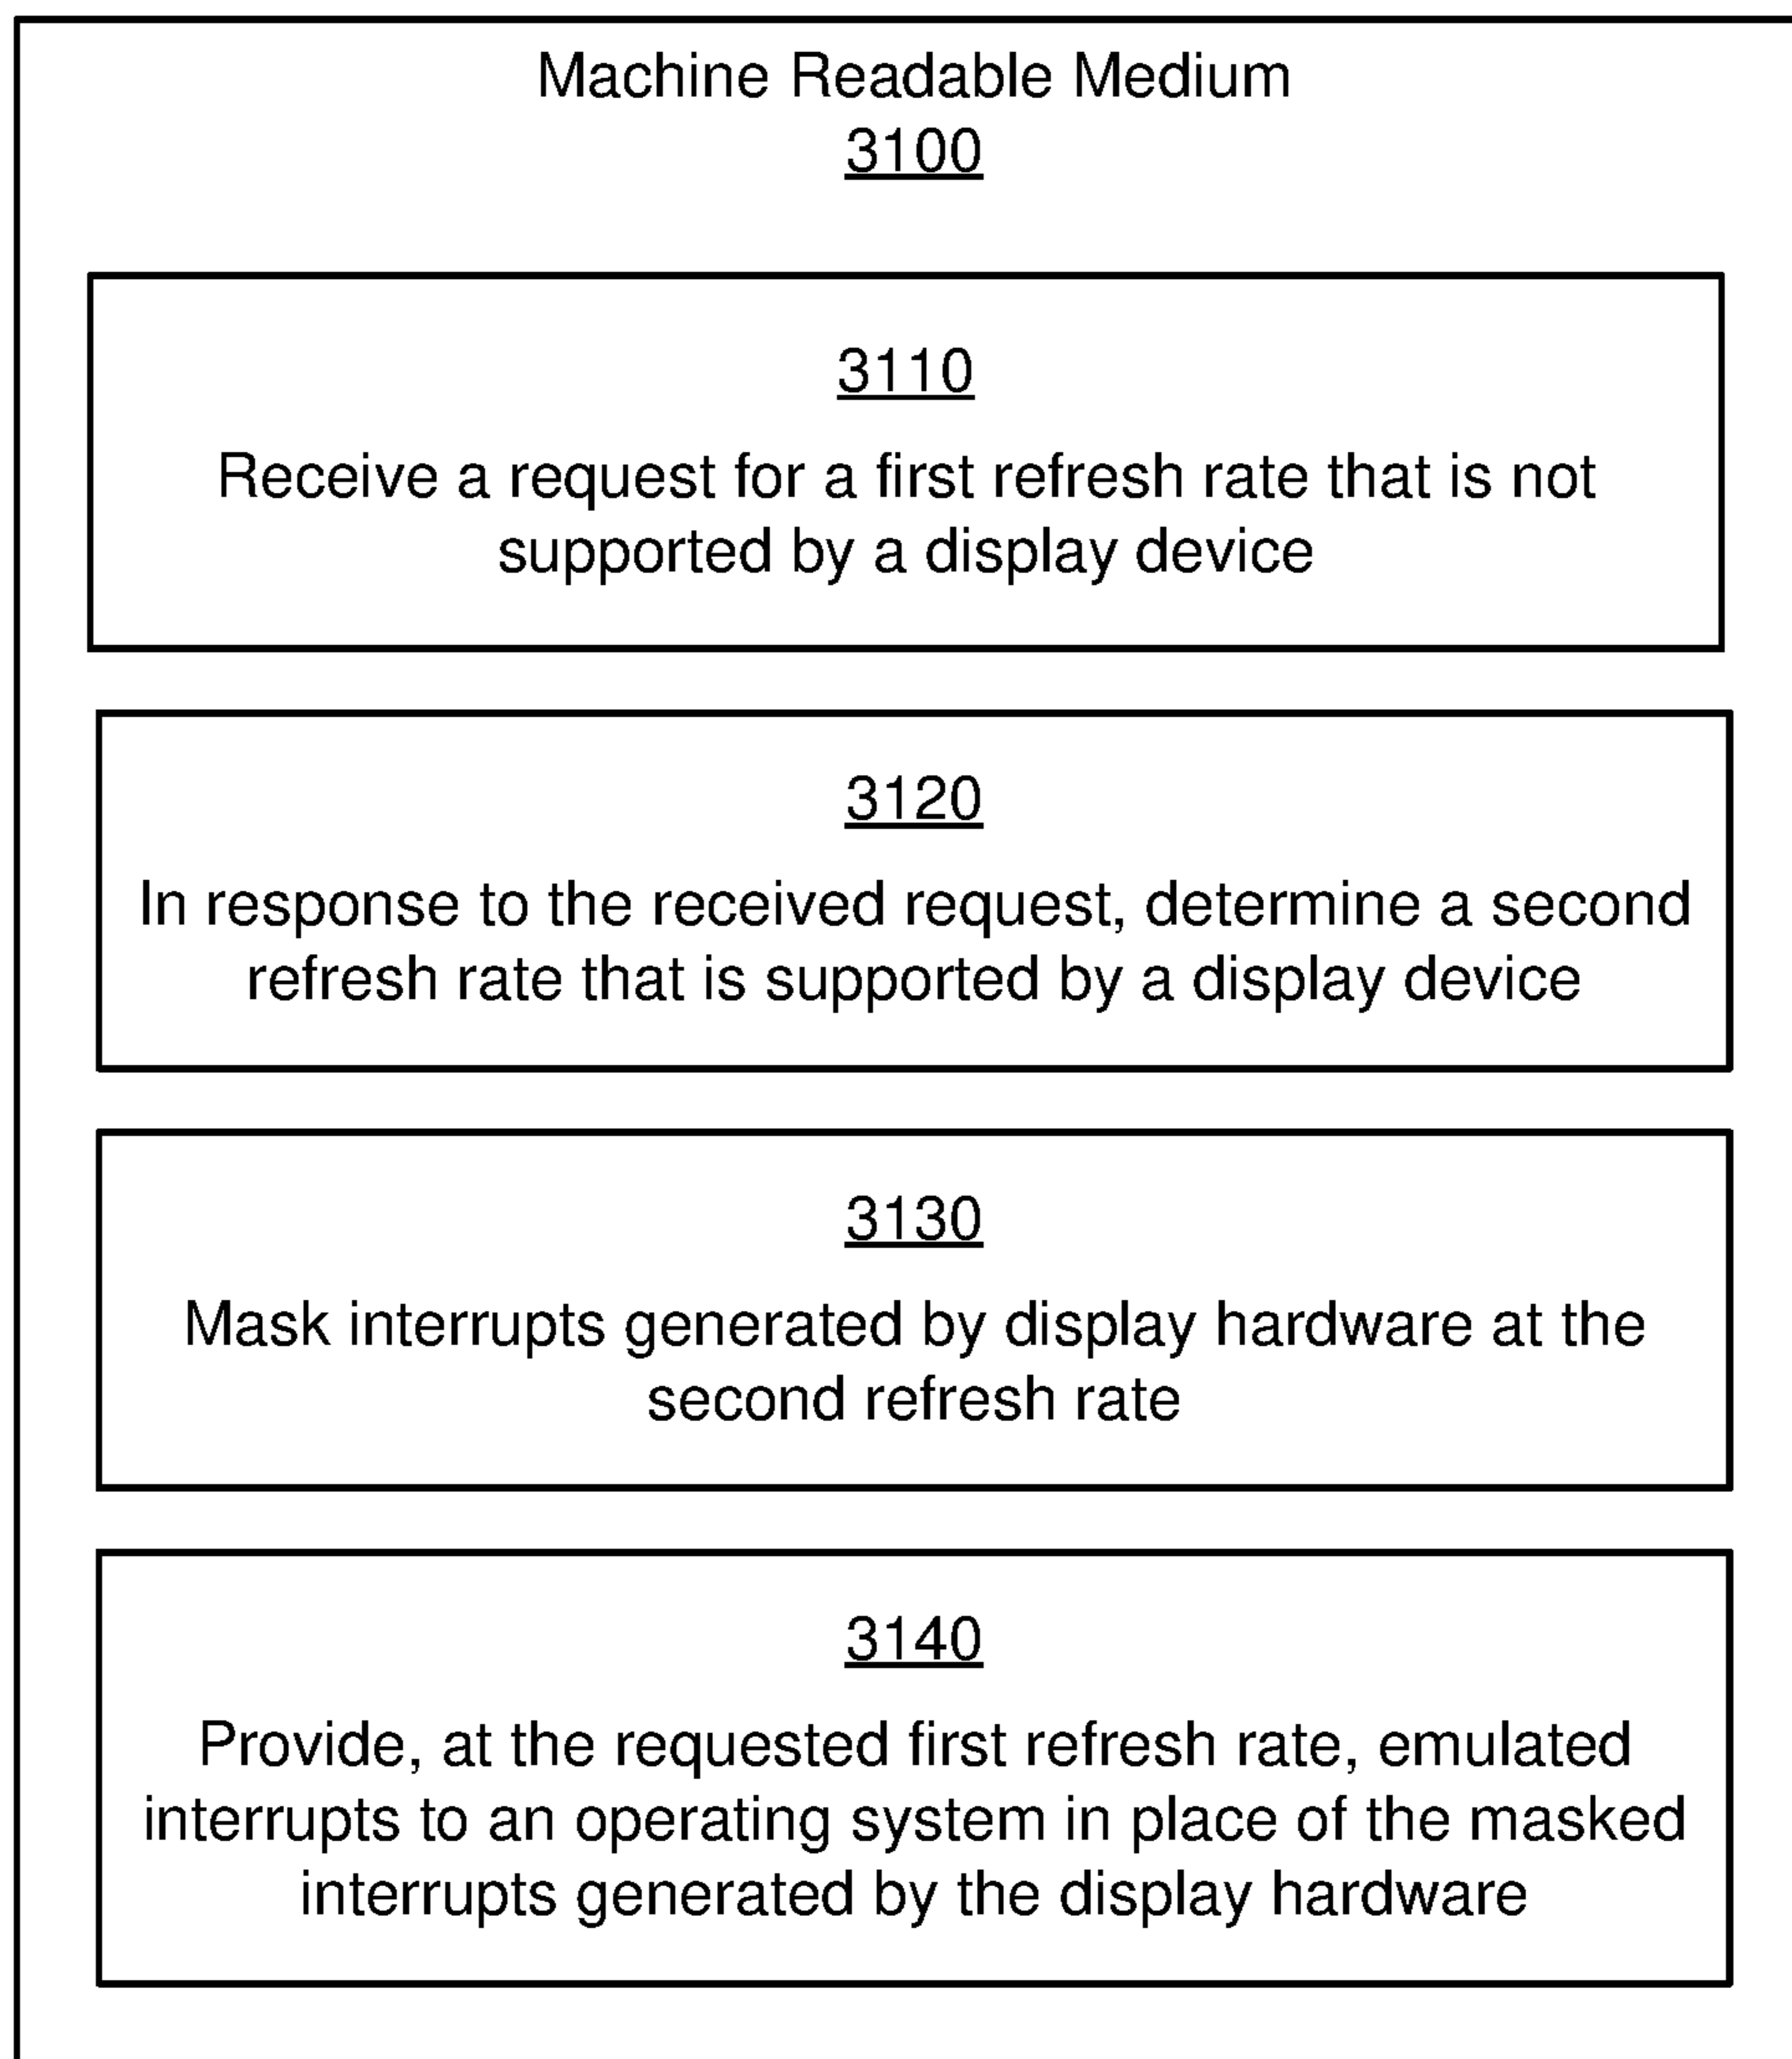 Machine Readable Medium
3100
3110
Receive a request for a first refresh rate that is not
supported by a display device
3120
In response to the received request, determine a second
refresh rate that is supported by a display device
3130
Mask interrupts generated by display hardware at the
second refresh rate
3140
Provide, at the requested first refresh rate, emulated
interrupts to an operating system in place of the masked
interrupts generated by the display hardware